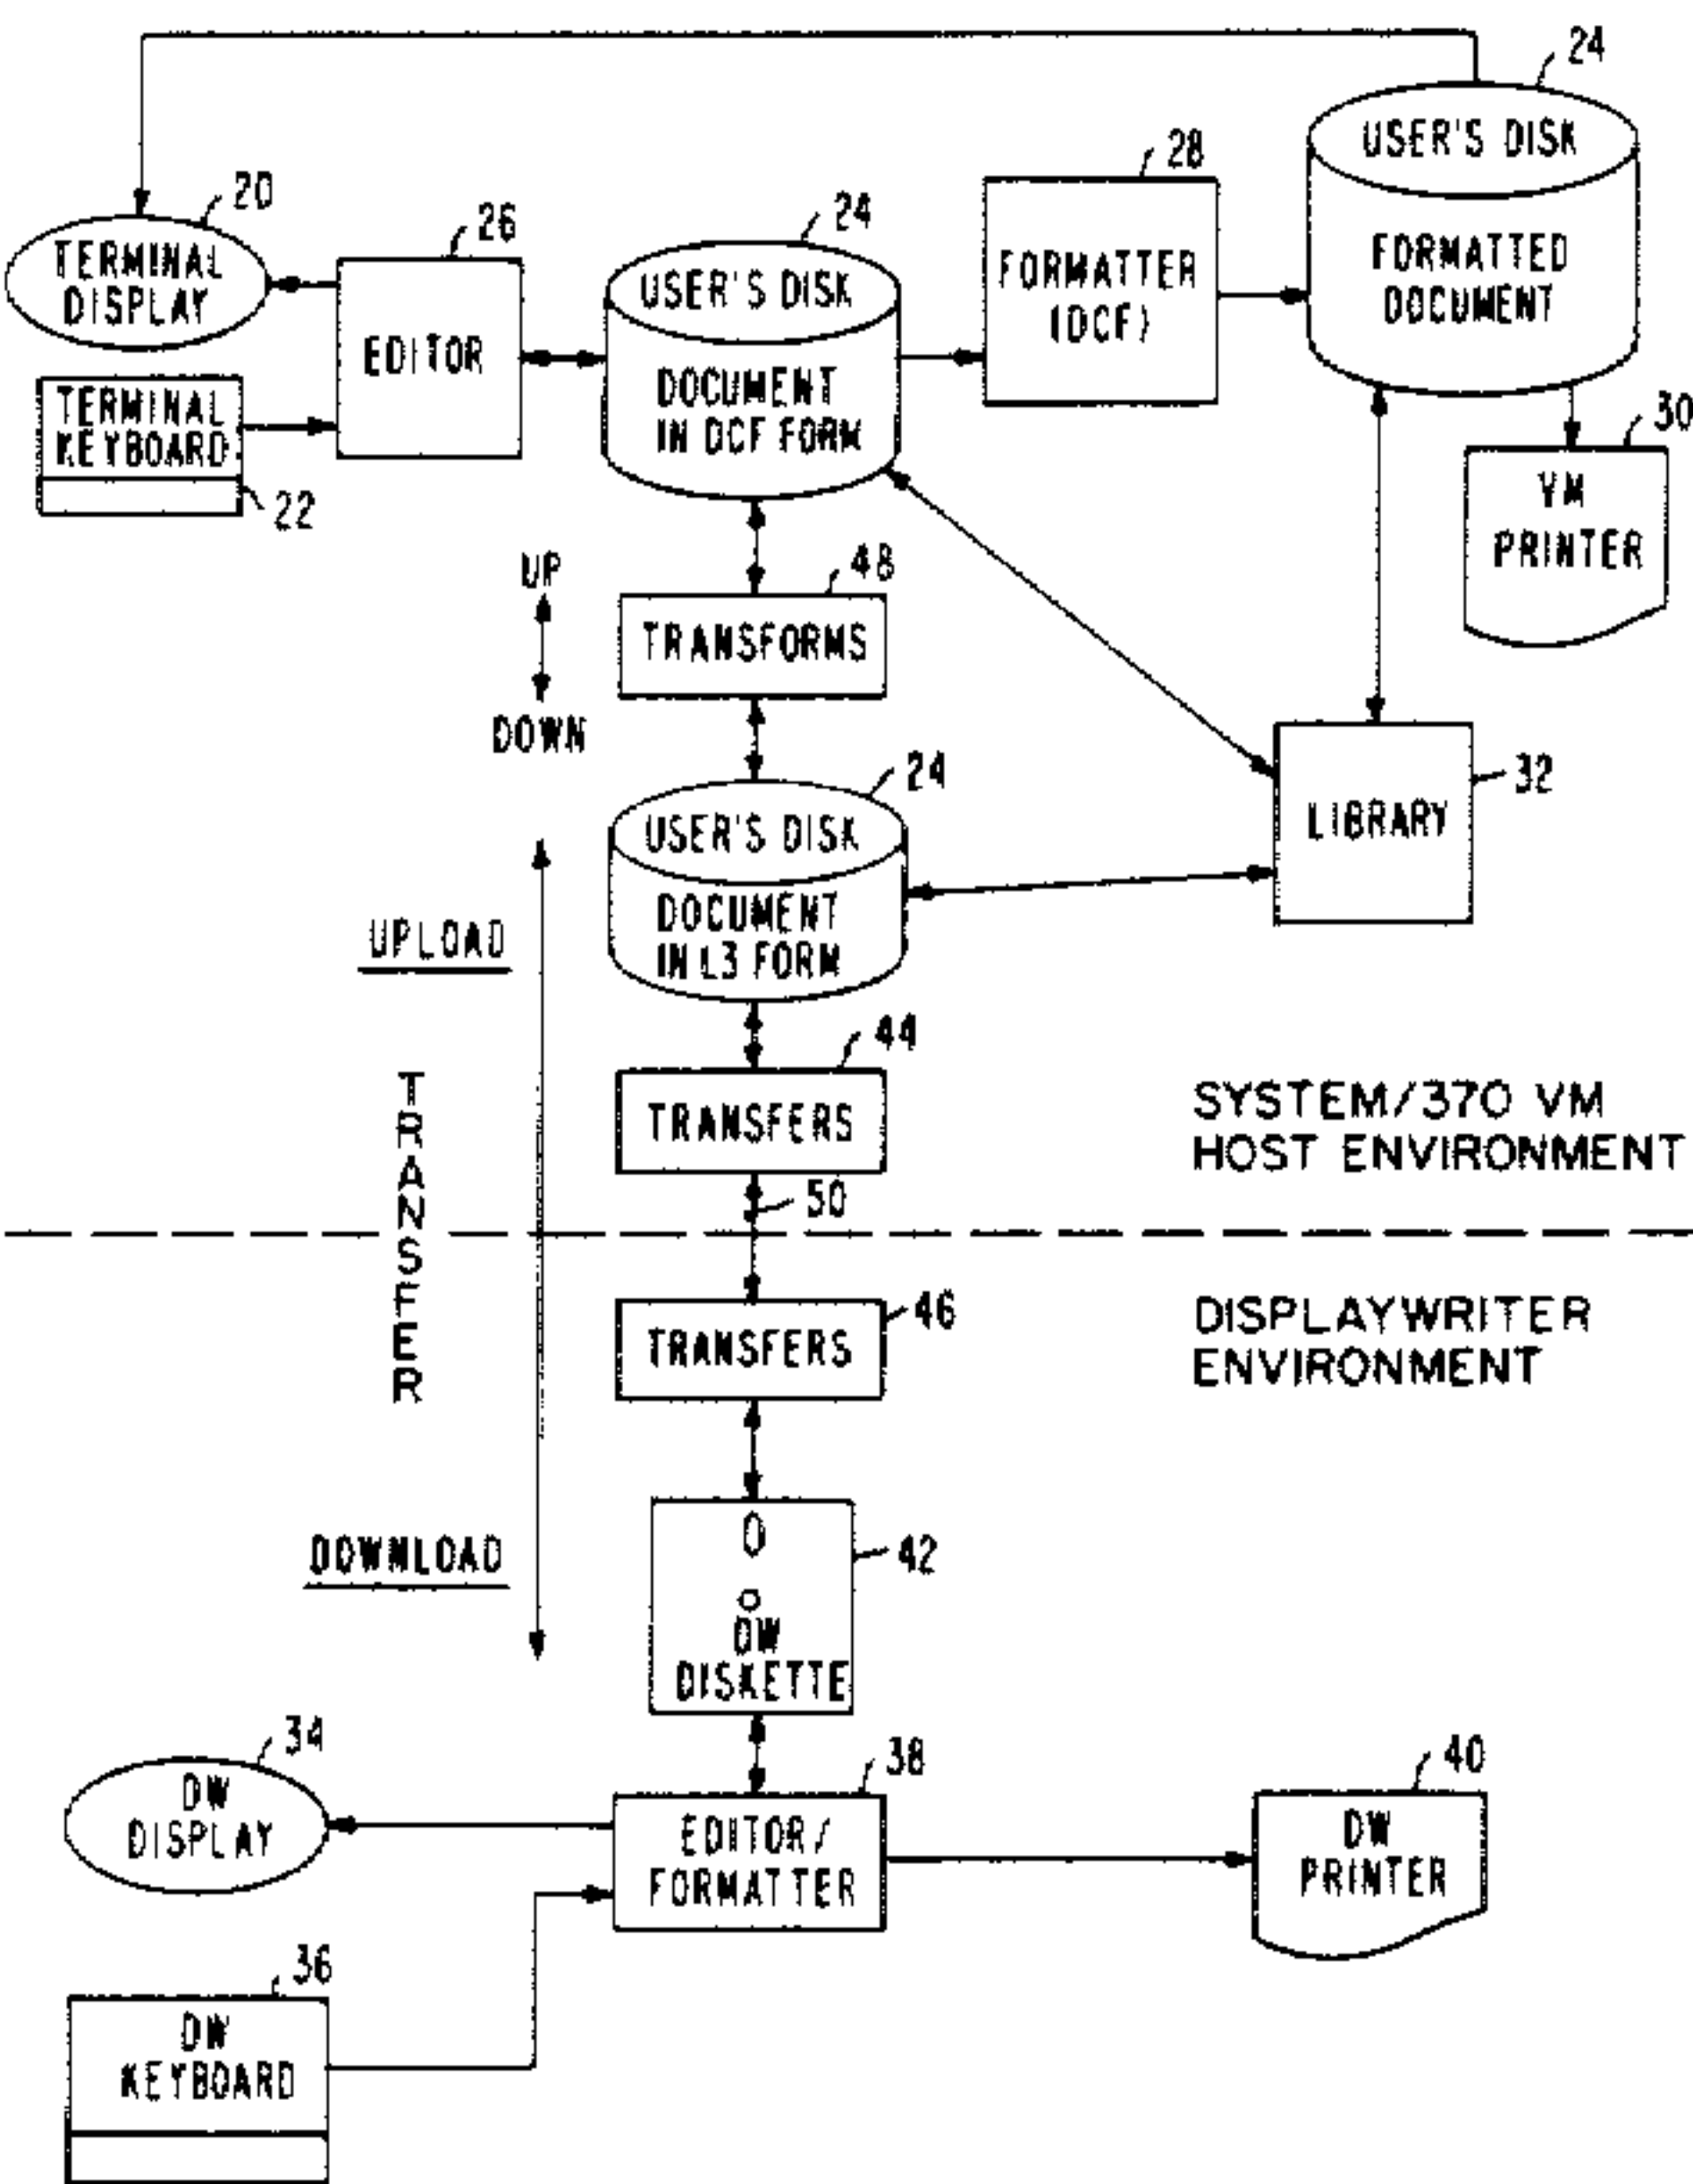 24
USER'S DISK
FORMATTED
DOCUMENT
28
FORMATTER
(DCF)
20
TERMINAL
DISPLAY
26
EDITOR
24
USER'S DISK
DOCUMENT
IN DCF FORM
TERMINAL
KEYBOARD
22
30
VM
PRINTER
UP
DOWN
48
TRANSFORMS
24
USER'S DISK
DOCUMENT
IN L3 FORM
32
LIBRARY
UPLOAD
TRANSFER
DOWNLOAD
44
TRANSFERS
50
SYSTEM/370 VM
HOST ENVIRONMENT
DISPLAYWRITER
ENVIRONMENT
46
TRANSFERS
42
DW
DISKETTE
34
DW
DISPLAY
38
EDITOR/
FORMATTER
40
DW
PRINTER
36
DW
KEYBOARD